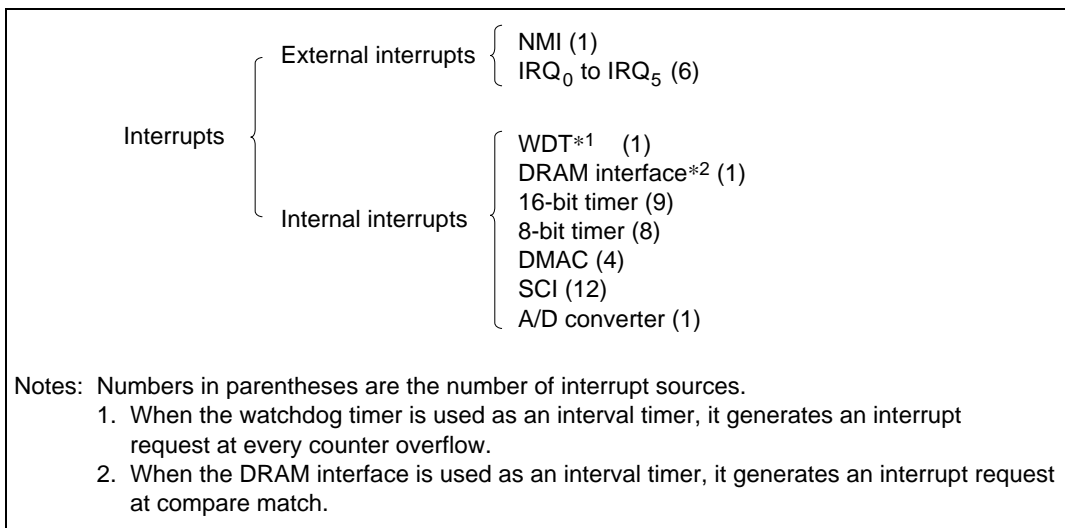 External interrupts
NMI (1)
IRQ0 to IRQ5 (6)
Interrupts
Internal interrupts
WDT*1 (1)
DRAM interface*2 (1)
16-bit timer (9)
8-bit timer (8)
DMAC (4)
SCI (12)
A/D converter (1)
Notes: Numbers in parentheses are the number of interrupt sources.
1. When the watchdog timer is used as an interval timer, it generates an interrupt
request at every counter overflow.
2. When the DRAM interface is used as an interval timer, it generates an interrupt request
at compare match.